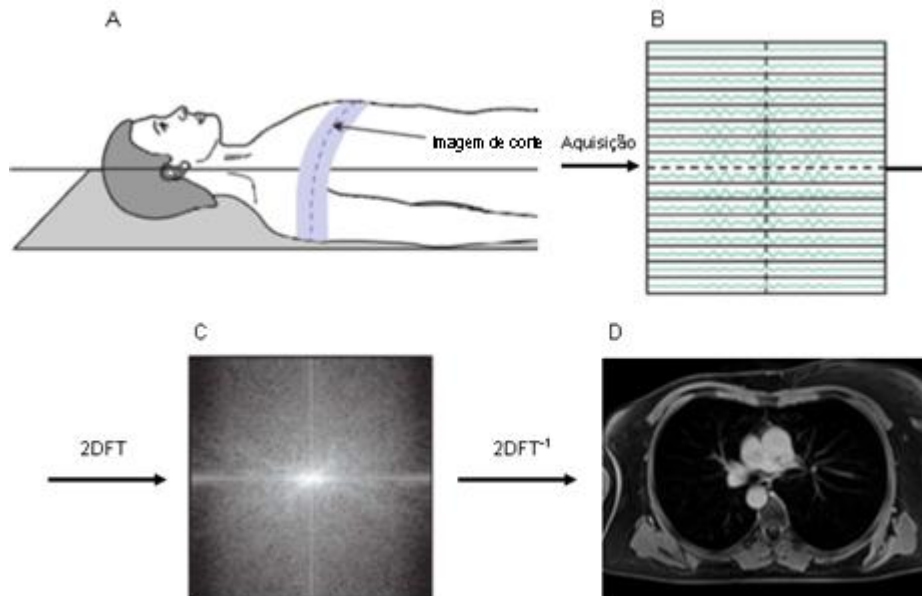 A
B
Imagem de corte
Aquisição
C
D
2DFT
2DFT⁻¹